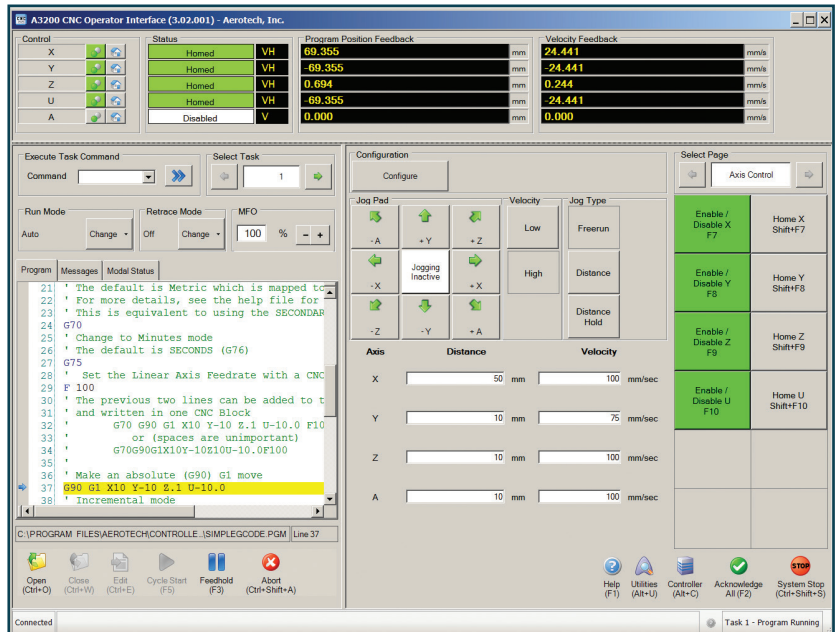 A3200 CNC Operator Interface (3.02.001) - Aerotech, Inc.
Control Status Program Position Feedback Velocity Feedback
X Homed VH 69.355 mm 24.441 mm/s
Y Homed VH -69.355 mm -24.441 mm/s
Z Homed VH 0.694 mm 0.244 mm/s
U Homed VH -69.355 mm -24.441 mm/s
A Disabled V 0.000 mm 0.000 mm/s
Execute Task Command Select Task
Command 1
Run Mode Retrace Mode MFO
Auto Change Off Change 100 % - +
Program Messages Modal Status
21 ' The default is Metric which is mapped to
22 ' For more details, see the help file for
23 ' This is equivalent to using the SECONDAR
24 G70
25 ' Change to Minutes mode
26 ' The default is SECONDS (G76)
27 G75
28 ' Set the Linear Axis Feedrate with a CNC
29 F 100
30 ' The previous two lines can be added to t
31 ' and written in one CNC Block
32 ' G70 G90 G1 X10 Y-10 Z.1 U-10.0 F10
33 ' or (spaces are unimportant)
34 ' G70G90G1X10Y-10Z10U-10.0F100
35 '
36 ' Make an absolute (G90) G1 move
37 G90 G1 X10 Y-10 Z.1 U-10.0
38 ' Incremental mode
C:\PROGRAM FILES\AEROTECH\CONTROLLE...\SIMPLEGCODE.PGM Line 37
Open (Ctrl+O)
Close (Ctrl+W)
Edit (Ctrl+E)
Cycle Start (F5)
Feedhold (F3)
Abort (Ctrl+Shift+A)
Configuration
Configure
Jog Pad Velocity Jog Type
-A +Y +Z Low Freerun
-X Jogging Inactive +X High Distance
-Z -Y +A Distance Hold
Axis Distance Velocity
X 50 mm 100 mm/sec
Y 10 mm 75 mm/sec
Z 10 mm 100 mm/sec
A 10 mm 100 mm/sec
Select Page
Axis Control
Enable / Disable X F7
Home X Shift+F7
Enable / Disable Y F8
Home Y Shift+F8
Enable / Disable Z F9
Home Z Shift+F9
Enable / Disable U F10
Home U Shift+F10
Help (F1)
Utilities (Alt+U)
Controller (Alt+C)
Acknowledge All (F2)
STOP
System Stop (Ctrl+Shift+S)
Connected Task 1 - Program Running